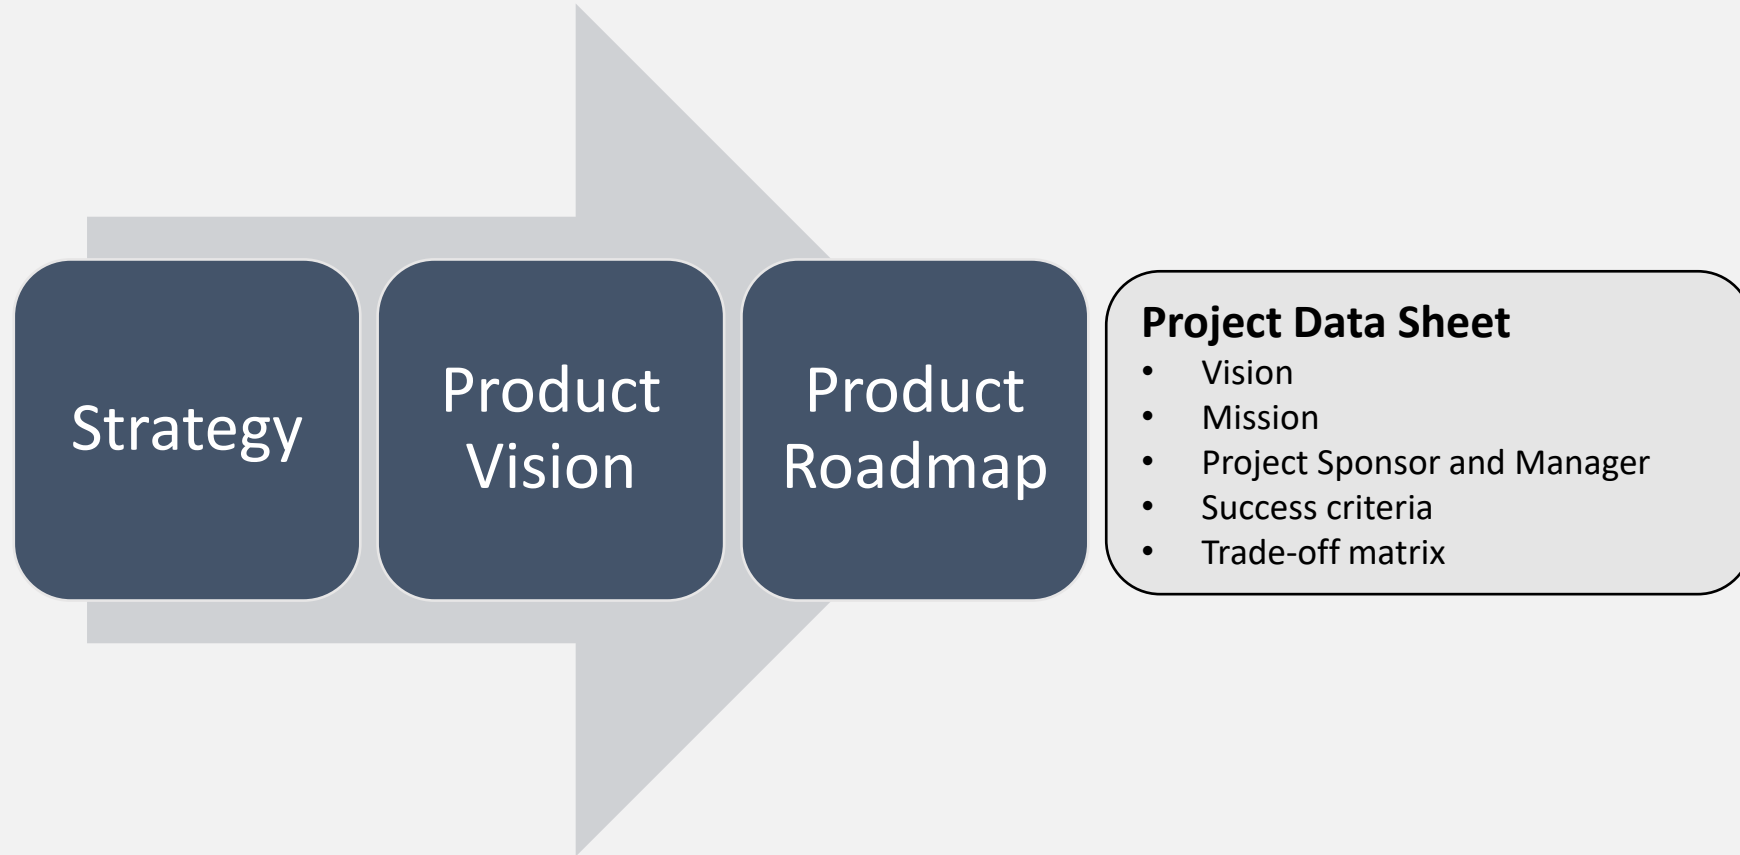 Strategy
Product
Vision
Product
Roadmap
Project Data Sheet
• Vision
• Mission
• Project Sponsor and Manager
• Success criteria
• Trade-off matrix